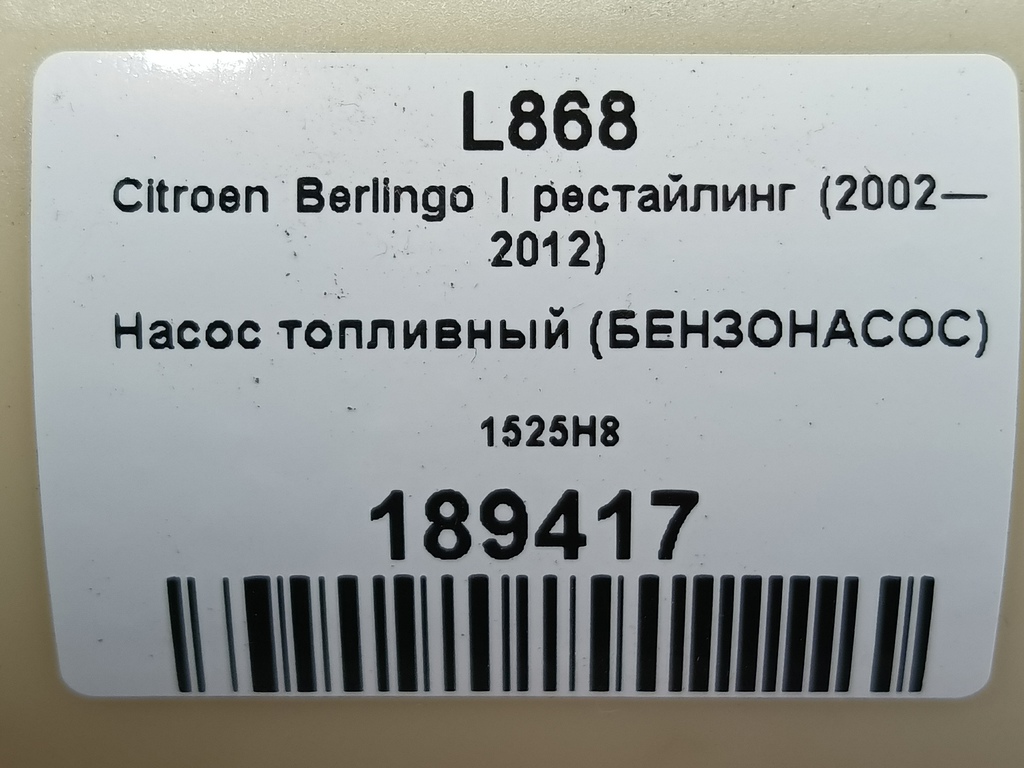 L868
Citroen Berlingo I рестайлинг (2002—
2012)
Насос топливный (БЕНЗОНАСОС)
1525H8
189417